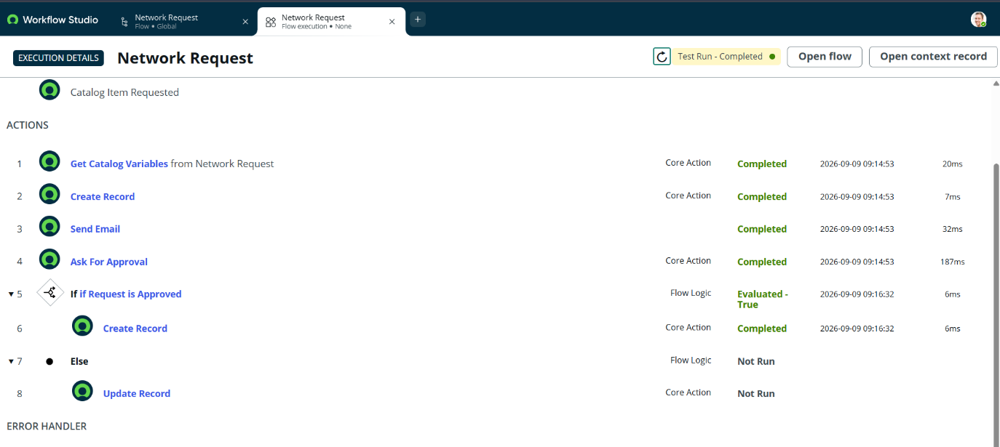 Workflow Studio
Network Request
Flow • Global
Network Request
Flow execution • None
EXECUTION DETAILS
Network Request
Test Run - Completed
Open flow
Open context record
Catalog Item Requested
ACTIONS
1 Get Catalog Variables from Network Request Core Action Completed 2026-09-09 09:14:53 20ms
2 Create Record Core Action Completed 2026-09-09 09:14:53 7ms
3 Send Email Completed 2026-09-09 09:14:53 32ms
4 Ask For Approval Core Action Completed 2026-09-09 09:14:53 187ms
5 If if Request is Approved Flow Logic Evaluated - True 2026-09-09 09:16:32 6ms
6 Create Record Core Action Completed 2026-09-09 09:16:32 6ms
7 Else Flow Logic Not Run
8 Update Record Core Action Not Run
ERROR HANDLER